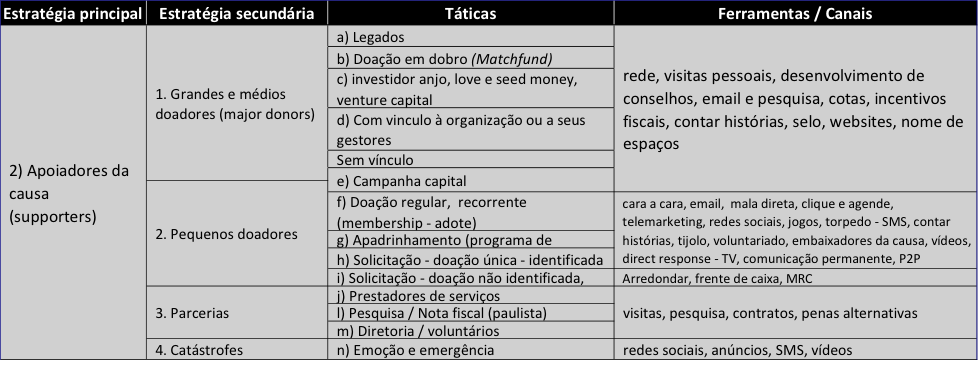 Estratégia principal
Estratégia secundária
Táticas
Ferramentas / Canais
2) Apoiadores da
causa
(supporters)
1. Grandes e médios
doadores (major donors)
a) Legados
b) Doação em dobro (Matchfund)
c) investidor anjo, love e seed money,
venture capital
d) Com vinculo à organização ou a seus
gestores
Sem vínculo
e) Campanha capital
rede, visitas pessoais, desenvolvimento de
conselhos, email e pesquisa, cotas, incentivos
fiscais, contar histórias, selo, websites, nome de
espaços
2. Pequenos doadores
f) Doação regular, recorrente
(membership - adote)
g) Apadrinhamento (programa de
h) Solicitação - doação única - identificada
i) Solicitação - doação não identificada,
cara a cara, email, mala direta, clique e agende,
telemarketing, redes sociais, jogos, torpedo - SMS, contar
histórias, tijolo, voluntariado, embaixadores da causa, vídeos,
direct response - TV, comunicação permanente, P2P
Arredondar, frente de caixa, MRC
3. Parcerias
j) Prestadores de serviços
l) Pesquisa / Nota fiscal (paulista)
m) Diretoria / voluntários
visitas, pesquisa, contratos, penas alternativas
4. Catástrofes
n) Emoção e emergência
redes sociais, anúncios, SMS, vídeos